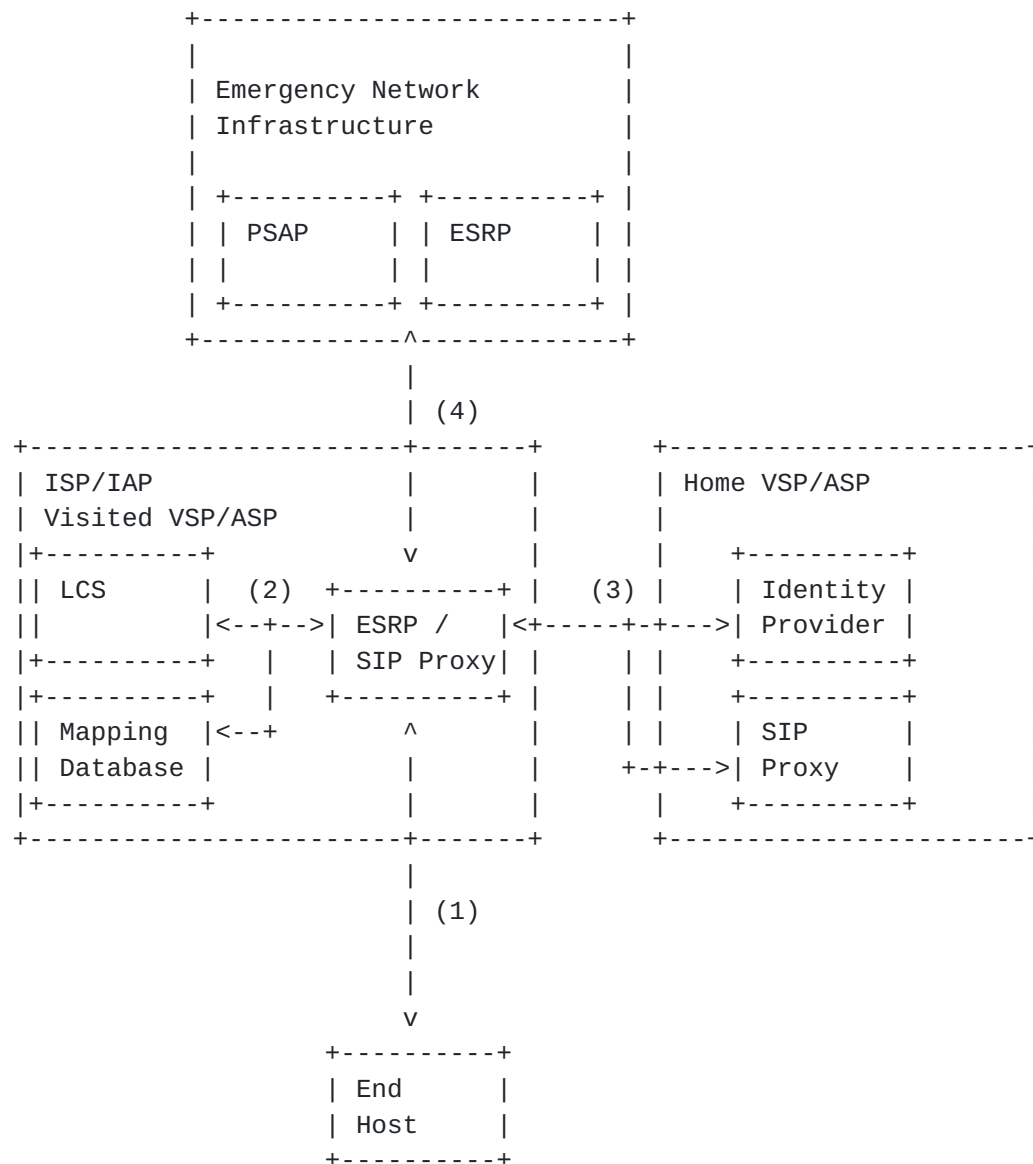 Emergency Network
Infrastructure
PSAP ESRP
(4)
ISP/IAP Home VSP/ASP
Visited VSP/ASP
LCS (2) (3) Identity
ESRP / Provider
SIP Proxy
Mapping SIP
Database Proxy
(1)
End
Host